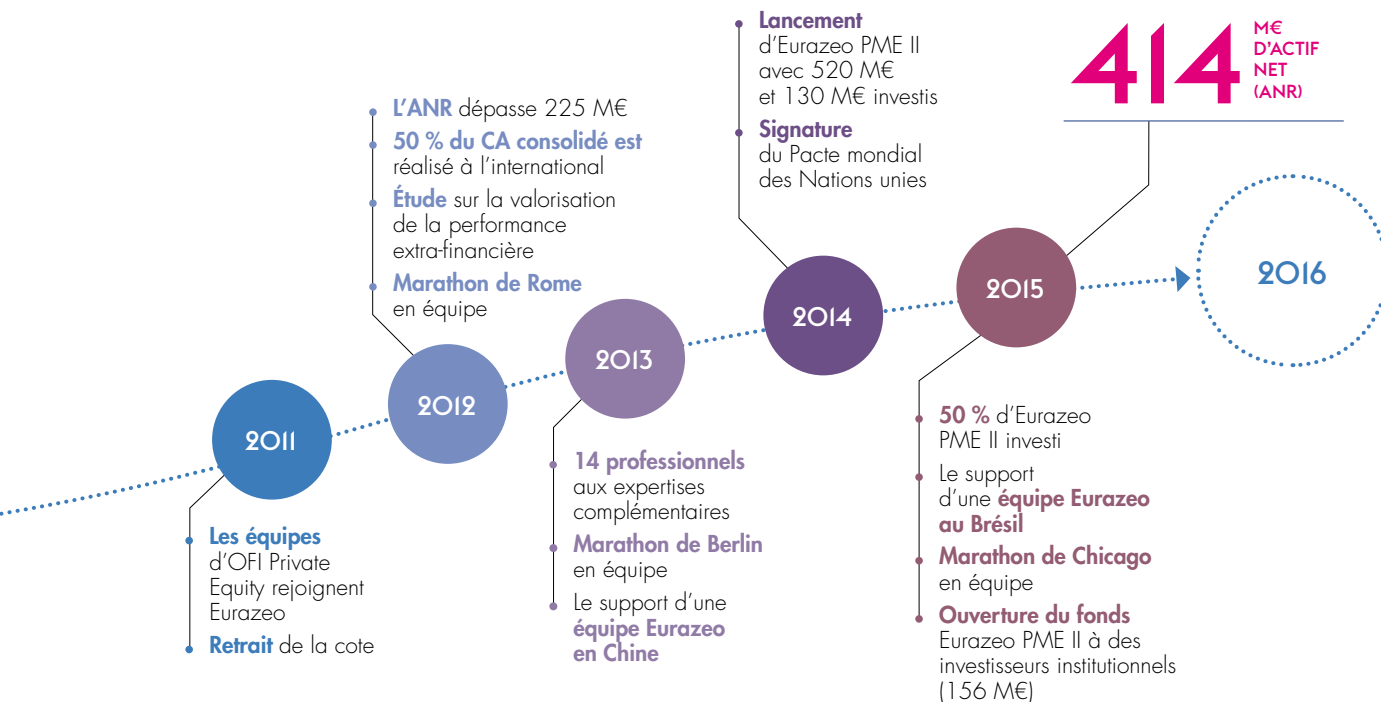 2011
Les équipes
d'OFI Private
Equity rejoignent
Eurazeo
Retrait de la cote
L'ANR dépasse 225 M€
50 % du CA consolidé est
réalisé à l'international
Étude sur la valorisation
de la performance
extra-financière
Marathon de Rome
en équipe
2012
2013
14 professionnels
aux expertises
complémentaires
Marathon de Berlin
en équipe
Le support d'une
équipe Eurazeo
en Chine
Lancement
d'Eurazeo PME II
avec 520 M€
et 130 M€ investis
Signature
du Pacte mondial
des Nations unies
2014
414
M€
D'ACTIF
NET
(ANR)
2015
50 % d'Eurazeo
PME II investi
Le support
d'une équipe Eurazeo
au Brésil
Marathon de Chicago
en équipe
Ouverture du fonds
Eurazeo PME II à des
investisseurs institutionnels
(156 M€)
2016